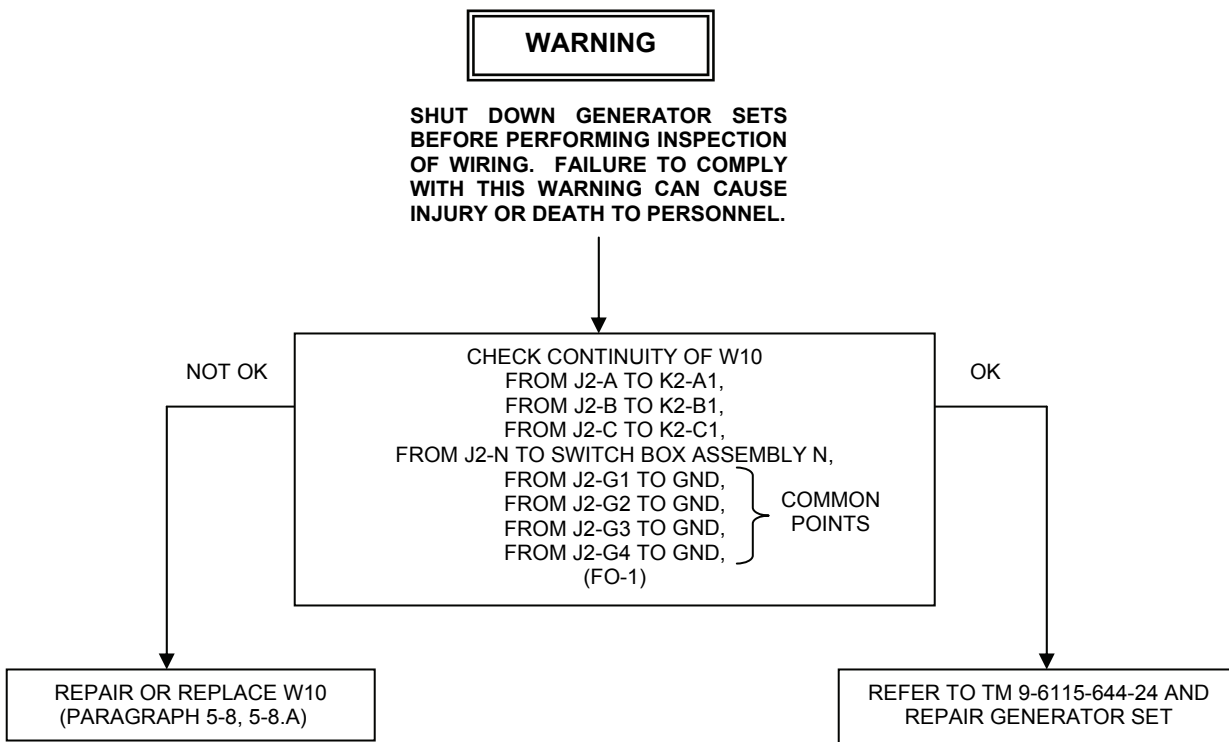 WARNING
SHUT DOWN GENERATOR SETS
BEFORE PERFORMING INSPECTION
OF WIRING. FAILURE TO COMPLY
WITH THIS WARNING CAN CAUSE
INJURY OR DEATH TO PERSONNEL.
NOT OK
CHECK CONTINUITY OF W10
FROM J2-A TO K2-A1,
FROM J2-B TO K2-B1,
FROM J2-C TO K2-C1,
FROM J2-N TO SWITCH BOX ASSEMBLY N,
FROM J2-G1 TO GND,
FROM J2-G2 TO GND,
FROM J2-G3 TO GND,
FROM J2-G4 TO GND,
(FO-1)
COMMON
POINTS
OK
REPAIR OR REPLACE W10
(PARAGRAPH 5-8, 5-8.A)
REFER TO TM 9-6115-644-24 AND
REPAIR GENERATOR SET